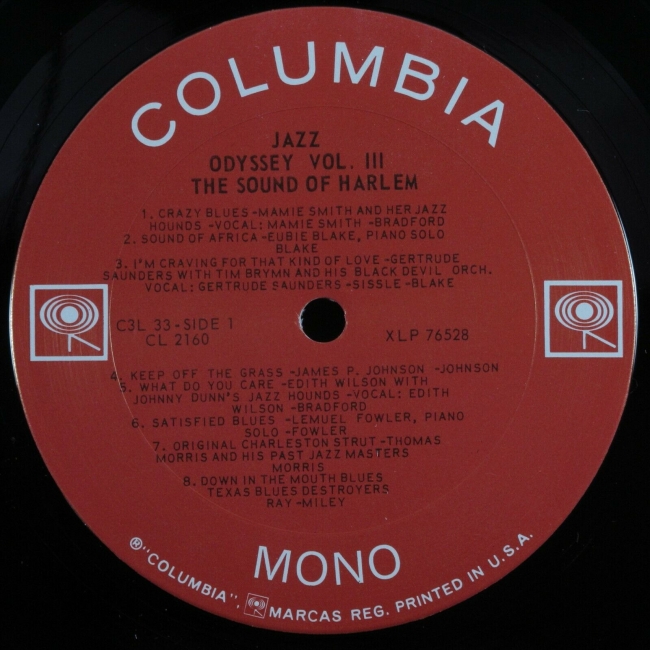 COLUMBIA
JAZZ
ODYSSEY VOL. III
THE SOUND OF HARLEM
1. CRAZY BLUES -MAMIE SMITH AND HER JAZZ
HOUNDS -VOCAL: MAMIE SMITH -BRADFORD
2. SOUND OF AFRICA -EUBIE BLAKE, PIANO SOLO
BLAKE
3. I'M CRAVING FOR THAT KIND OF LOVE -GERTRUDE
SAUNDERS WITH TIM BRYMN AND HIS BLACK DEVIL ORCH.
VOCAL: GERTRUDE SAUNDERS -SISSLE -BLAKE
C3L 33 - SIDE 1
CL 2160
XLP 76528
4. KEEP OFF THE GRASS -JAMES P. JOHNSON -JOHNSON
5. WHAT DO YOU CARE -EDITH WILSON WITH
JOHNNY DUNN'S JAZZ HOUNDS -VOCAL: EDITH
WILSON -BRADFORD
6. SATISFIED BLUES -LEMUEL FOWLER, PIANO
SOLO -FOWLER
7. ORIGINAL CHARLESTON STRUT -THOMAS
MORRIS AND HIS PAST JAZZ MASTERS
MORRIS
8. DOWN IN THE MOUTH BLUES
TEXAS BLUES DESTROYERS
RAY -MILEY
MONO
®"COLUMBIA", MARCAS REG. PRINTED IN U.S.A.